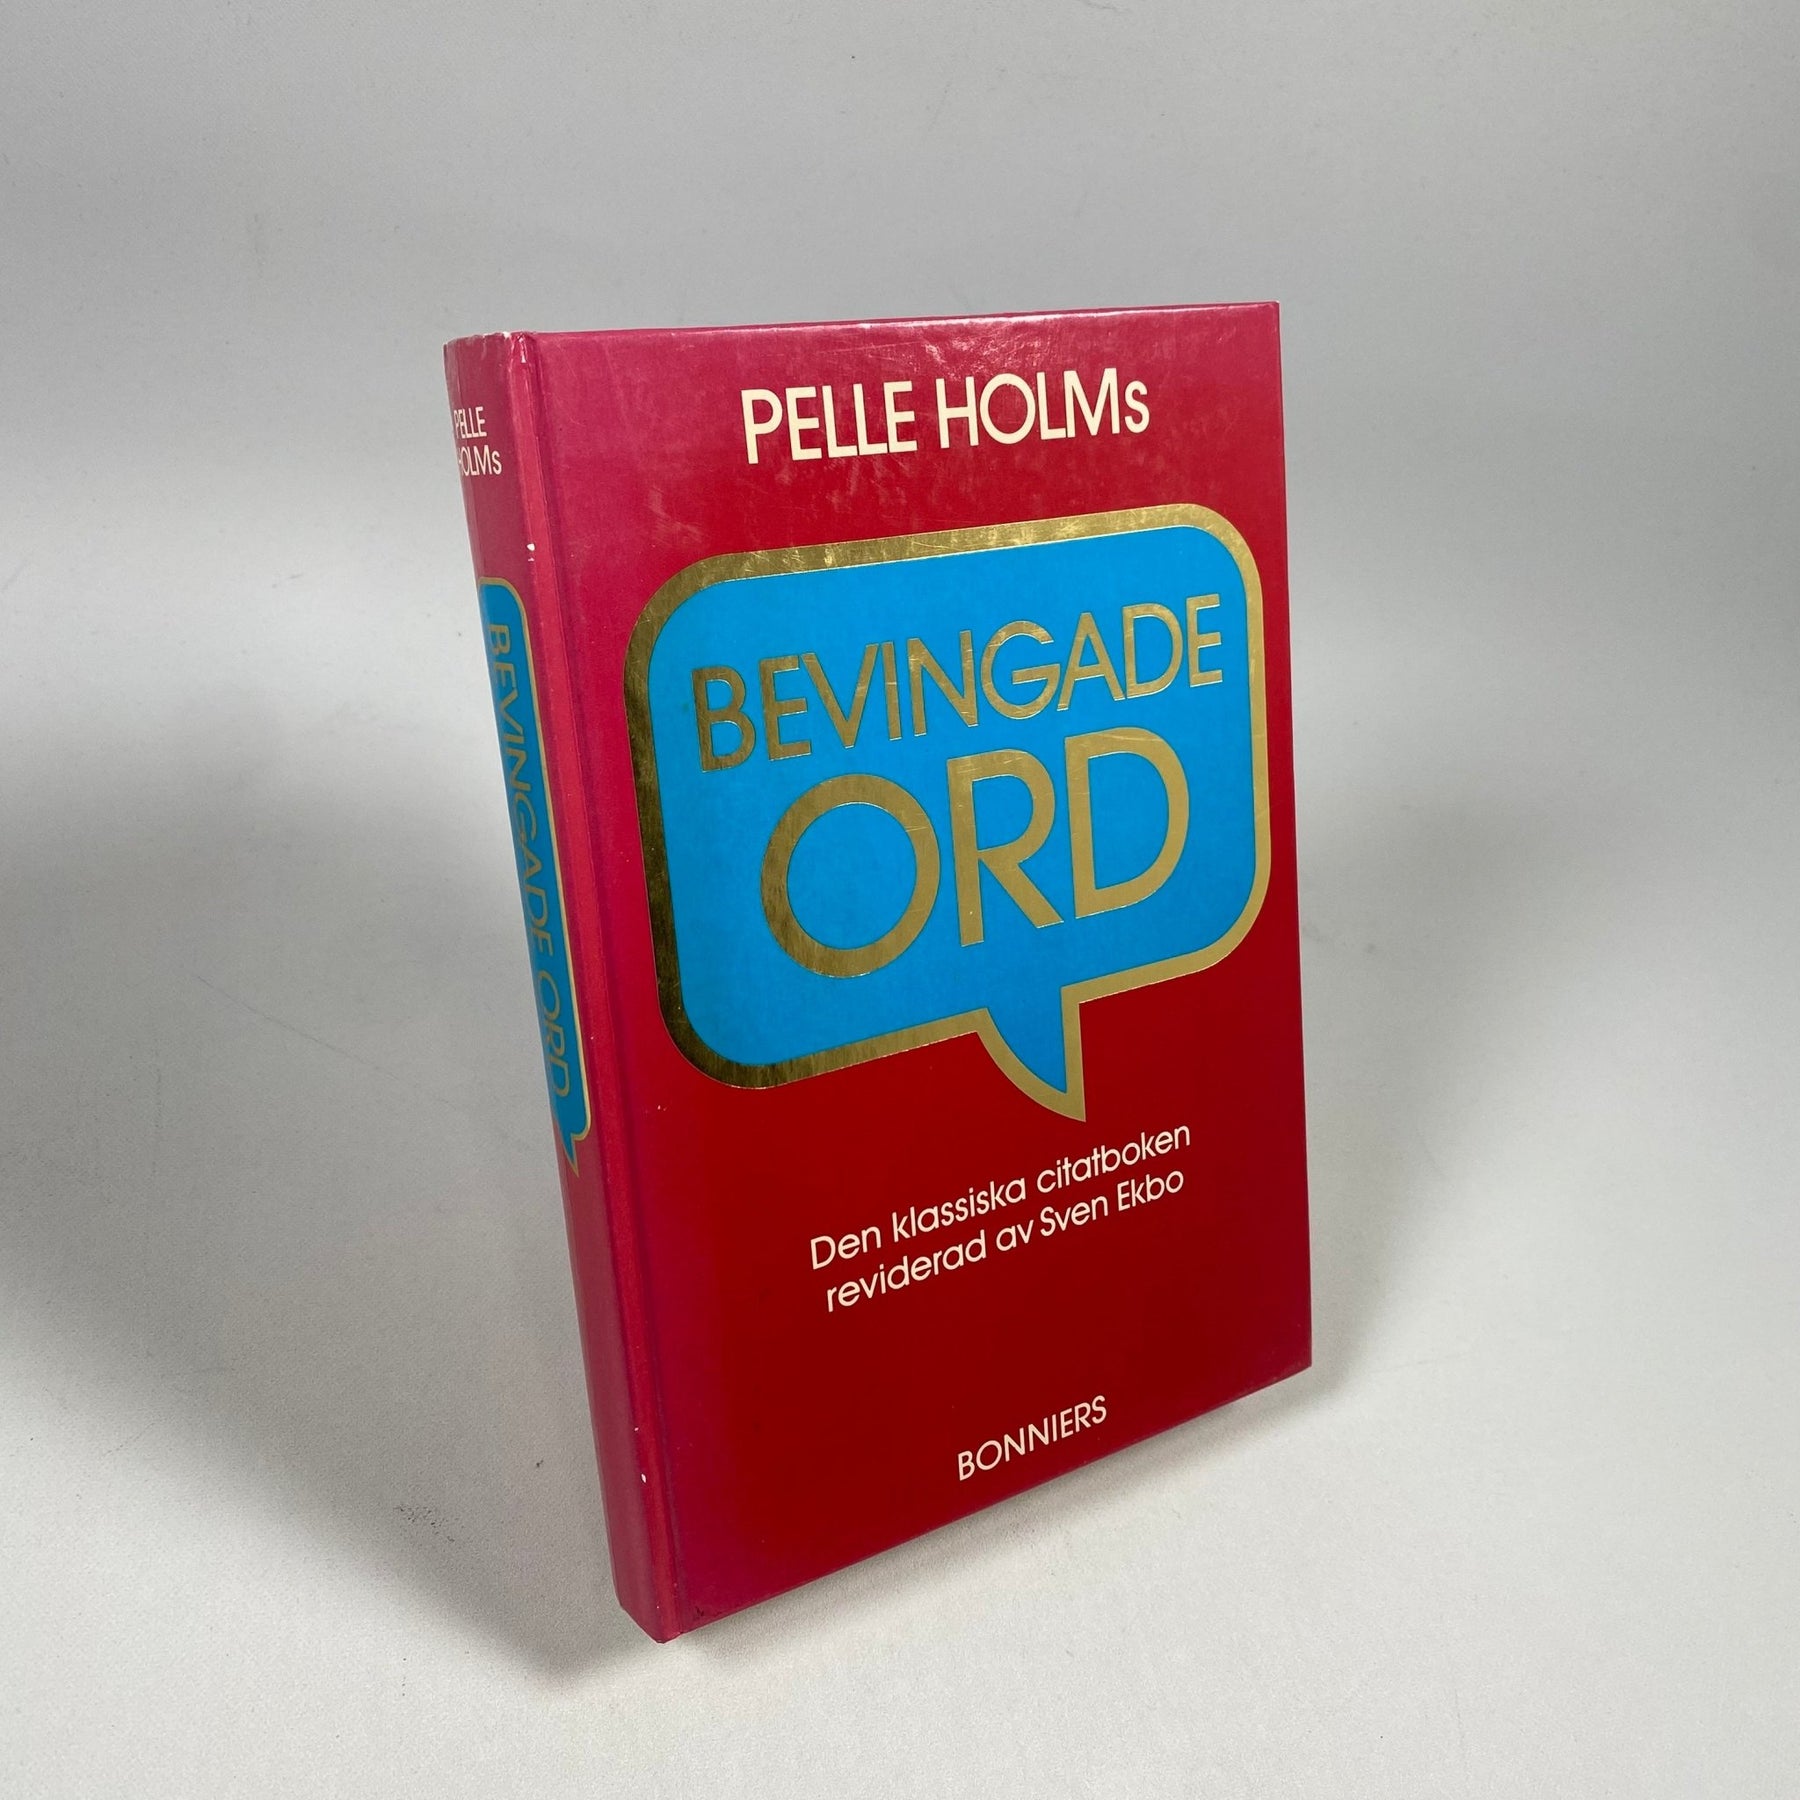 PELLE
HOLMs
BEVINGADE ORD
PELLE HOLMs
BEVINGADE
ORD
Den klassiska citatboken
reviderad av Sven Ekbo
BONNIERS